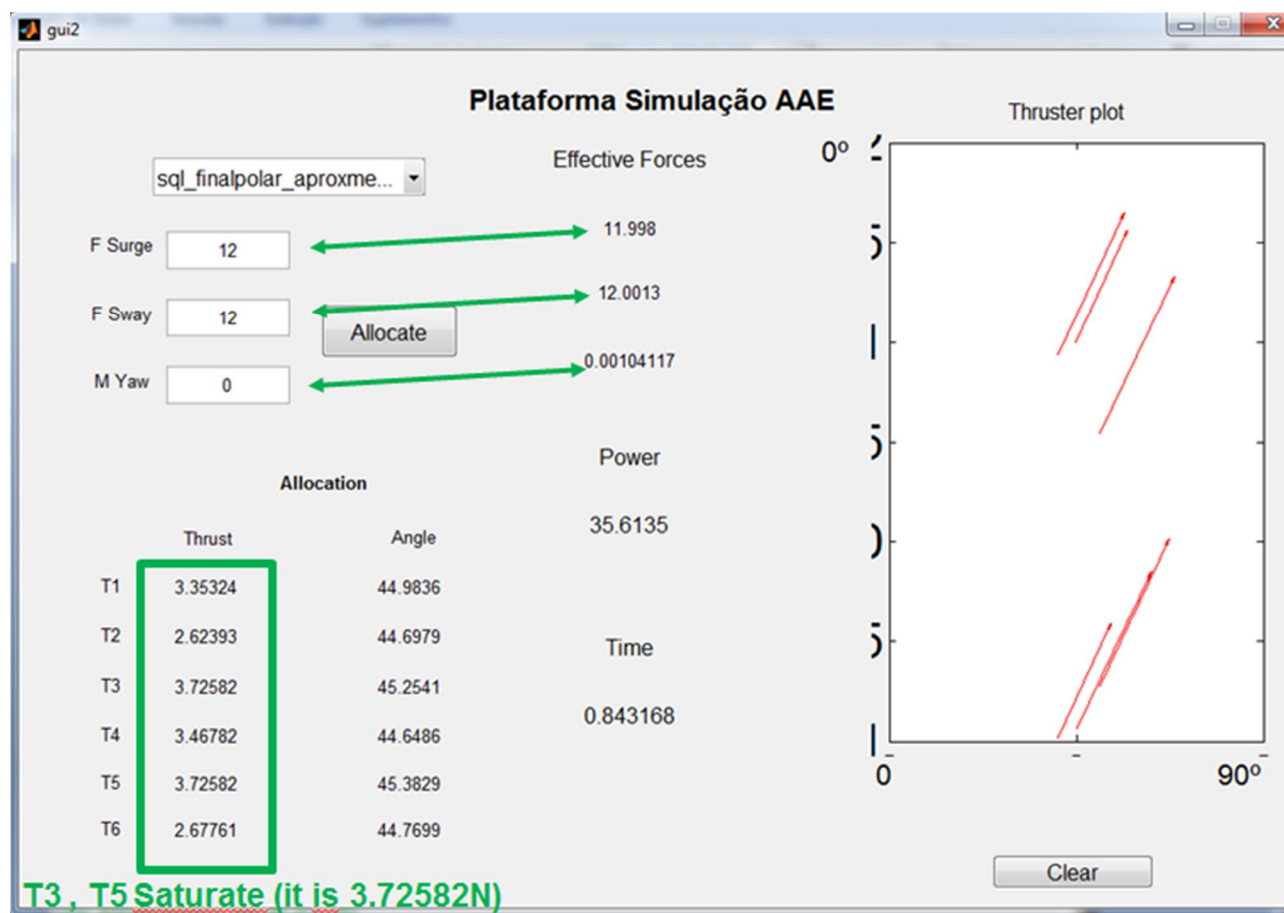 gui2
Plataforma Simulação AAE
Thruster plot
sql_finalpolar_aproxme...
Effective Forces
0º
F Surge
12
11.998
F Sway
12
12.0013
Allocate
M Yaw
0
0.00104117
Power
35.6135
Allocation
Thrust
Angle
T1
3.35324
44.9836
T2
2.62393
44.6979
T3
3.72582
45.2541
T4
3.46782
44.6486
T5
3.72582
45.3829
T6
2.67761
44.7699
Time
0.843168
0
90º
Clear
T3 , T5 Saturate (it is 3.72582N)